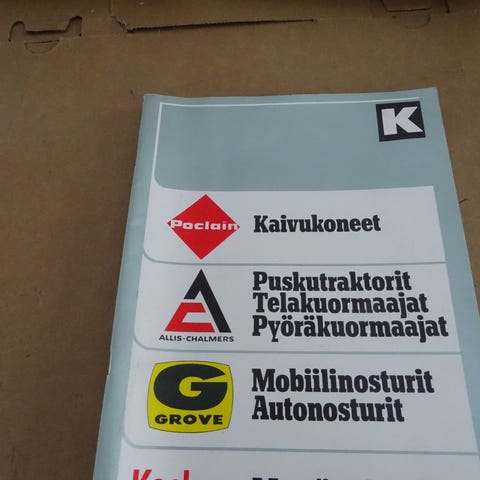 K
Poclain
Kaivukoneet
ALLIS-CHALMERS
Puskutraktorit
Telakuormaajat
Pyöräkuormaajat
G
GROVE
Mobiilinosturit
Autonosturit